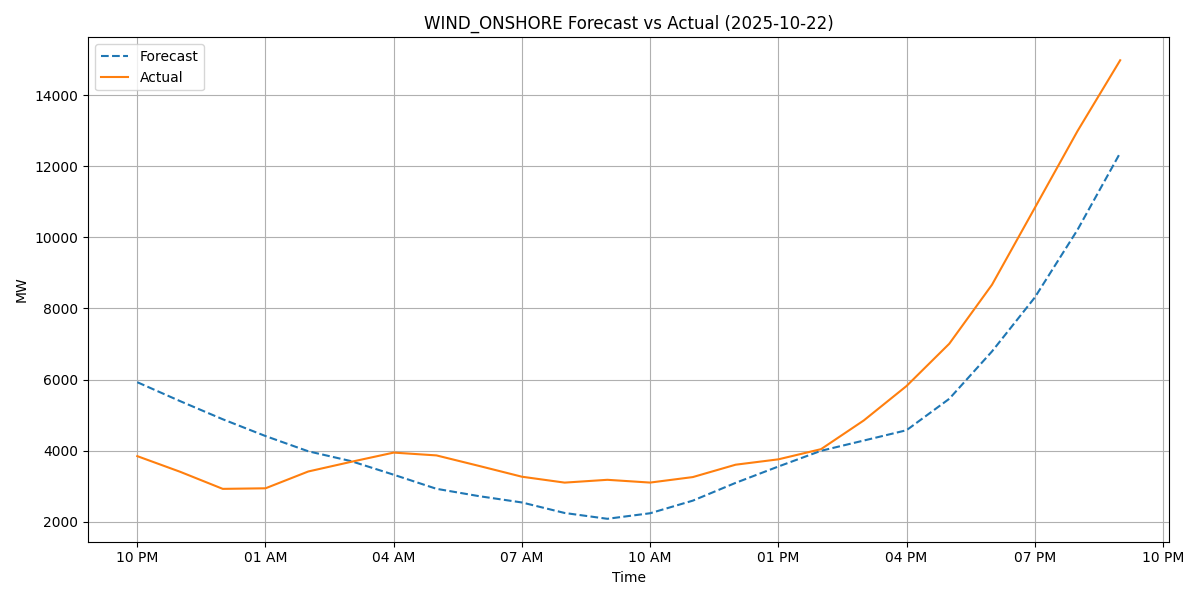 WIND_ONSHORE Forecast vs Actual (2025-10-22)
Forecast
Actual
14000
12000
10000
8000
6000
4000
2000
MW
10 PM 01 AM 04 AM 07 AM 10 AM 01 PM 04 PM 07 PM 10 PM
Time